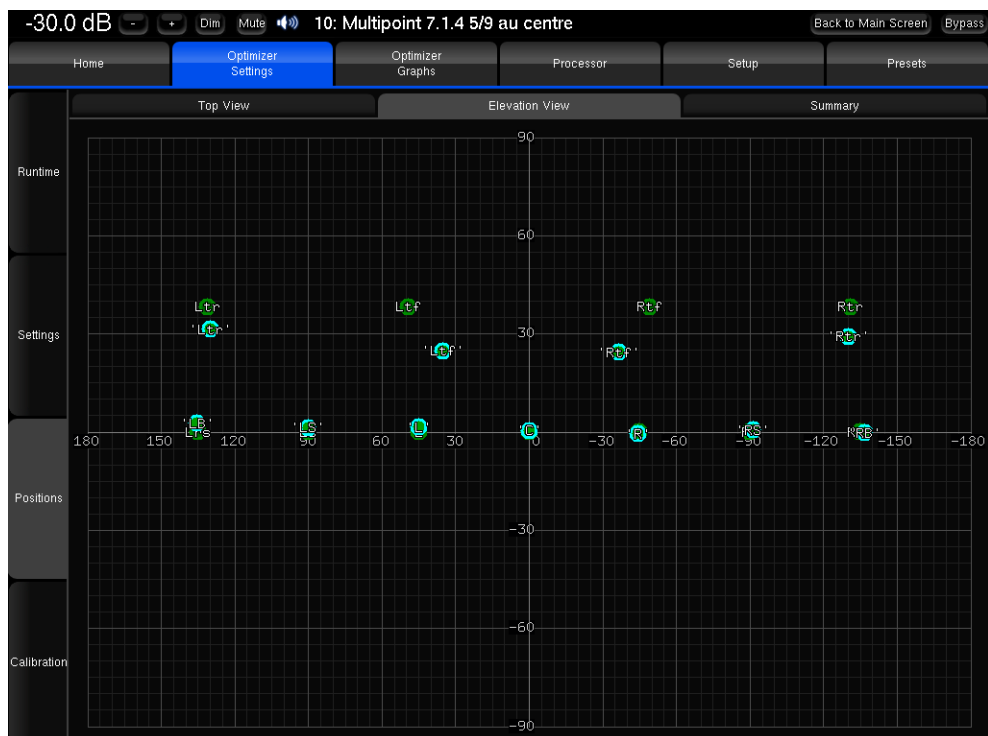 -30.0 dB - + Dim Mute 10: Multipoint 7.1.4 5/9 au centre Back to Main Screen Bypass
Home Optimizer Settings Optimizer Graphs Processor Setup Presets
Top View Elevation View Summary
Runtime
Settings
Positions
Calibration
90
60
Ltr Ltf Rtf Rtr
'Ltr' 30 'Rtr'
'Ltf' 'Rtf'
'LB' 'LS' 'L' 'C' 'R' 'RS' 'RB'
180 150 120 90 60 30 0 -30 -60 -90 -120 -150 -180
-30
-60
-90